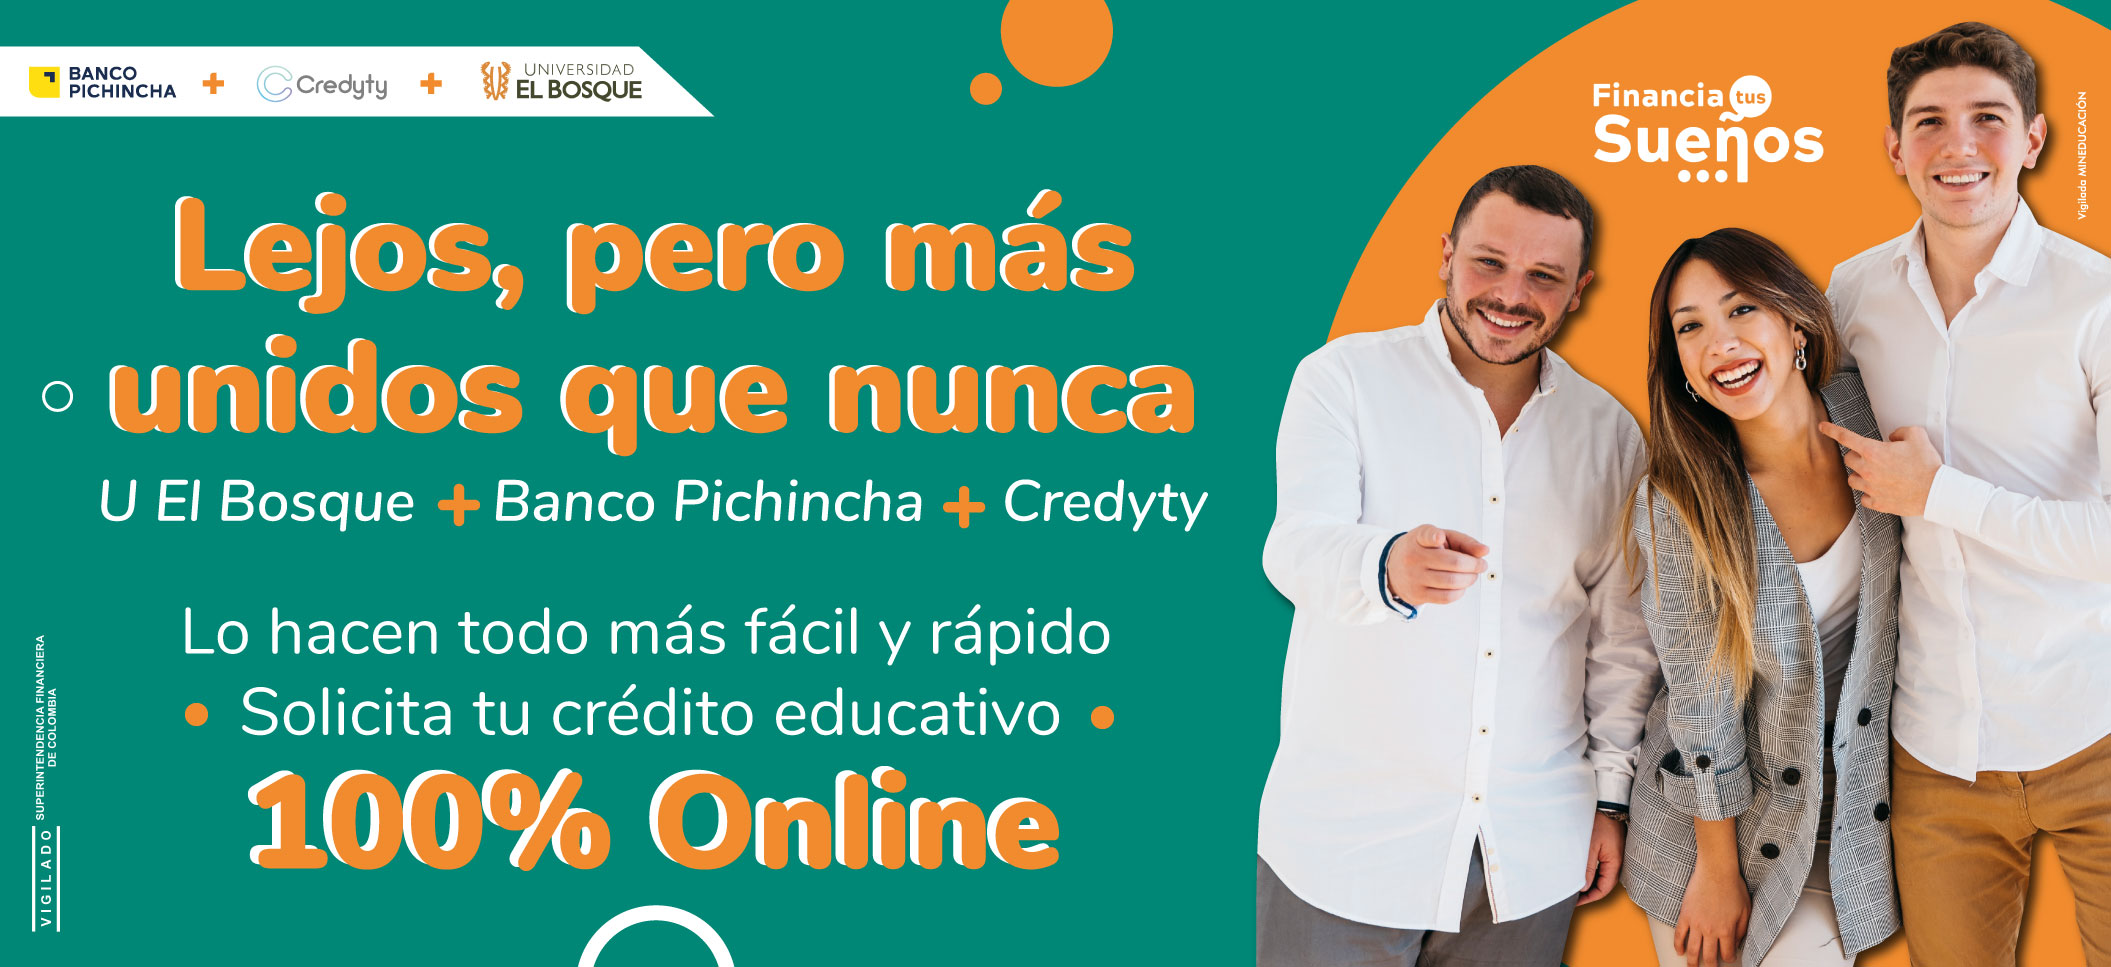 BANCO
PICHINCHA
+
Credyty
+
UNIVERSIDAD
EL BOSQUE
Financia tus
Sueños
Vigilada MINEDUCACIÓN
Lejos, pero más
unidos que nunca
U El Bosque + Banco Pichincha + Credyty
Lo hacen todo más fácil y rápido
• Solicita tu crédito educativo •
100% Online
VIGILADO
SUPERINTENDENCIA FINANCIERA
DE COLOMBIA